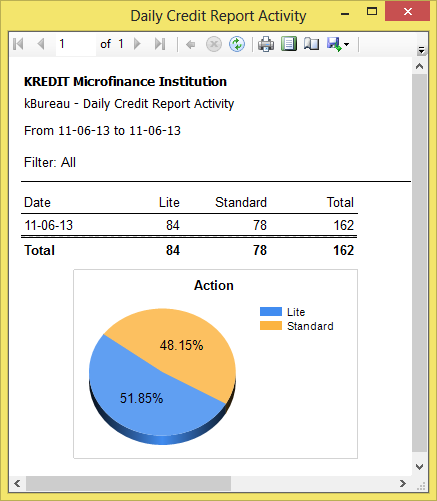 Daily Credit Report Activity
1 of 1
KREDIT Microfinance Institution
kBureau - Daily Credit Report Activity
From 11-06-13 to 11-06-13
Filter: All
Date Lite Standard Total
11-06-13 84 78 162
Total 84 78 162
Action
Lite
Standard
48.15%
51.85%